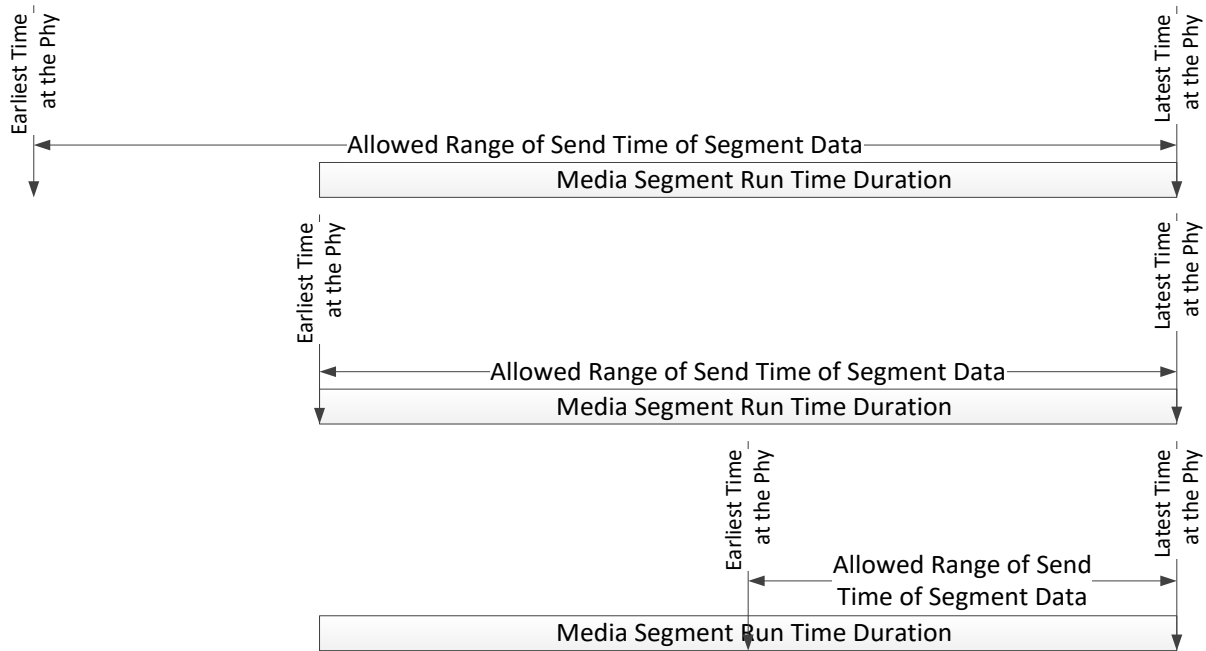 Earliest Time
at the Phy
Latest Time
at the Phy
Allowed Range of Send Time of Segment Data
Media Segment Run Time Duration
Earliest Time
at the Phy
Latest Time
at the Phy
Allowed Range of Send Time of Segment Data
Media Segment Run Time Duration
Earliest Time
at the Phy
Latest Time
at the Phy
Allowed Range of Send
Time of Segment Data
Media Segment Run Time Duration